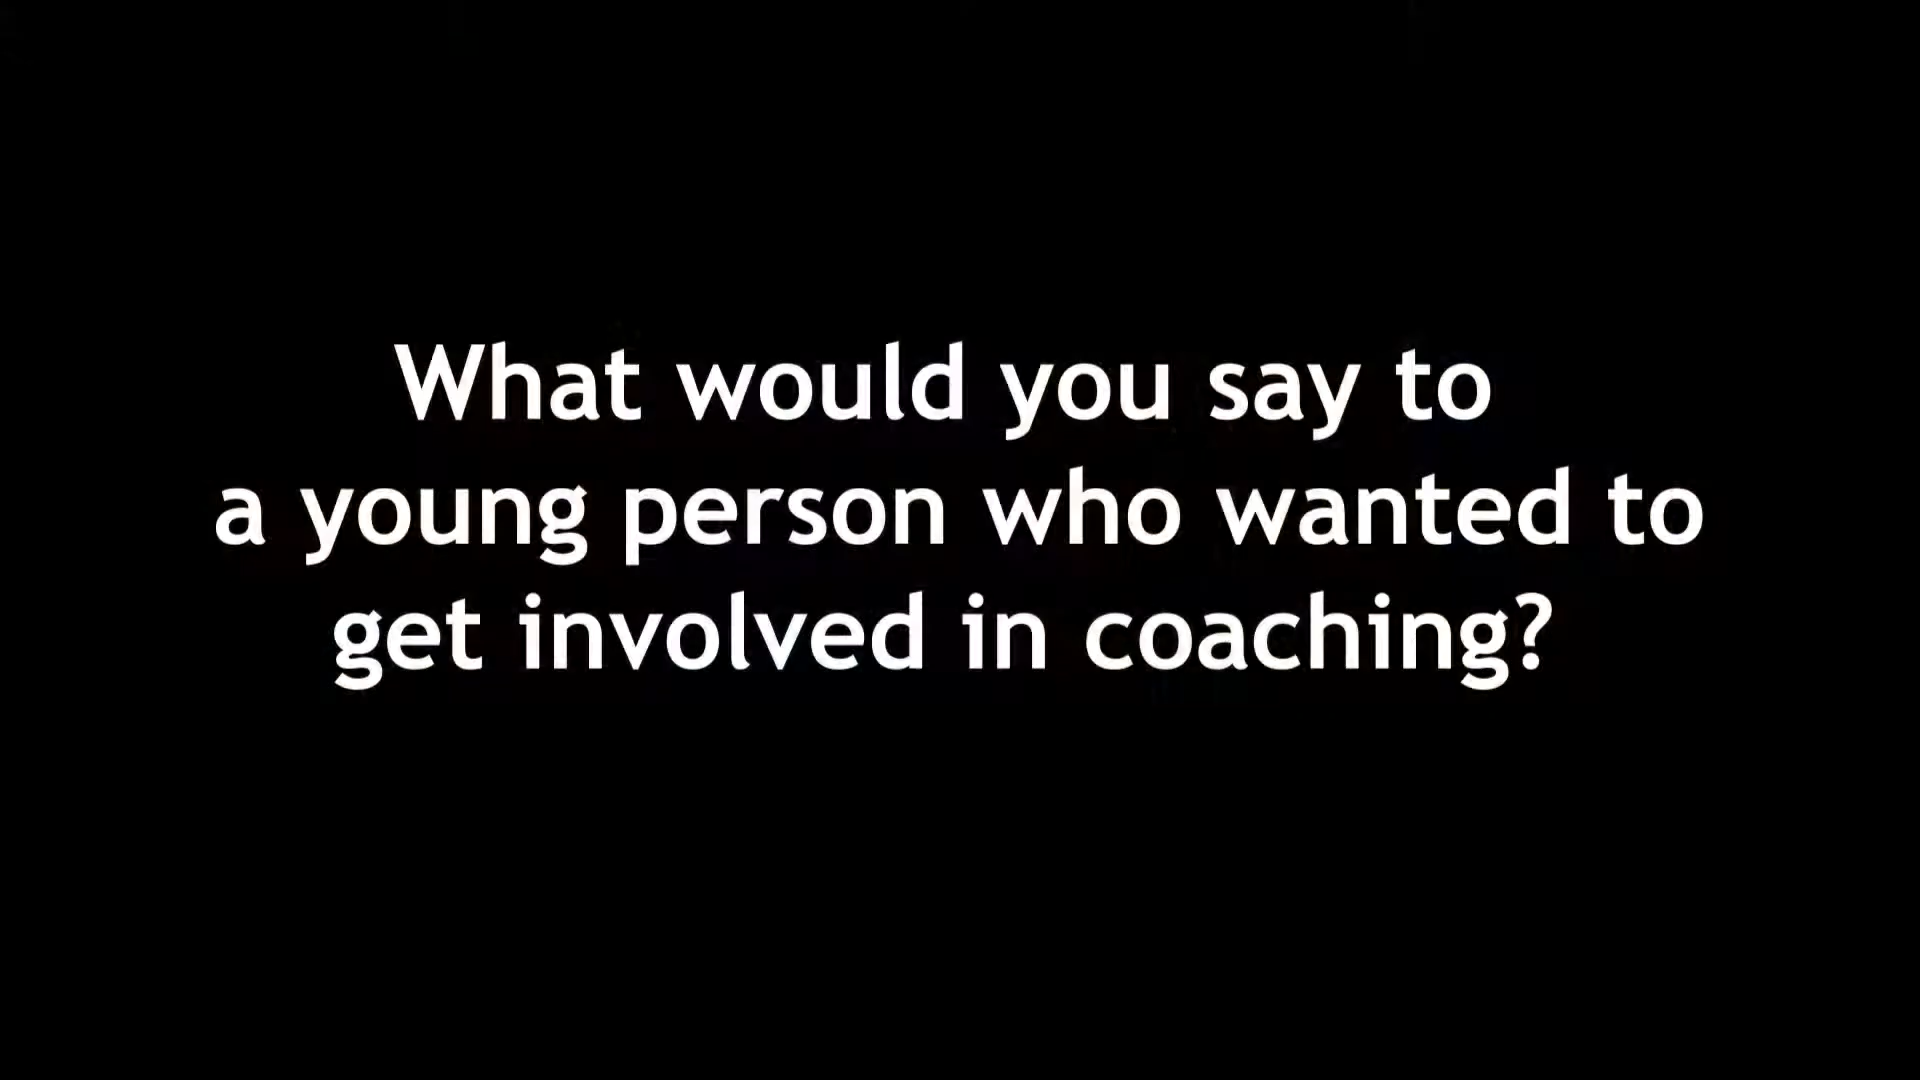 What would you say to
a young person who wanted to
get involved in coaching?